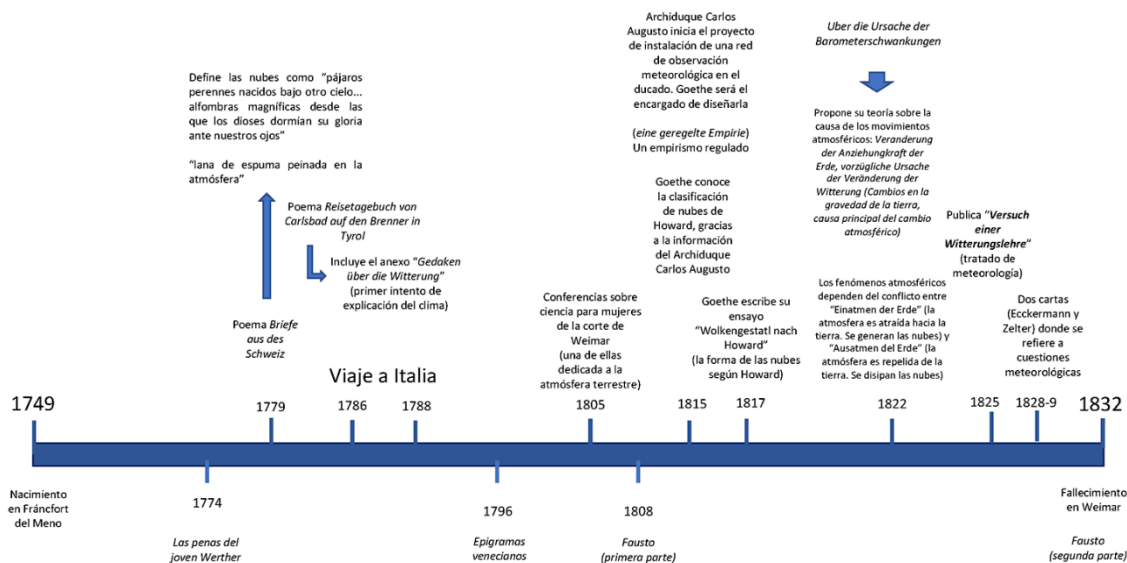 Define las nubes como “pájaros
perennes nacidos bajo otro cielo...
alfombras magníficas desde las
que los dioses dormían su gloria
ante nuestros ojos”
“lana de espuma peinada en la
atmósfera”
Poema Briefe
aus des
Schweiz
Poema Reisetagebuch von
Carlsbad auf den Brenner in
Tyrol
Incluye el anexo “Gedaken
über die Witterung”
(primer intento de
explicación del clima)
Viaje a Italia
Conferencias sobre
ciencia para mujeres
de la corte de
Weimar
(una de ellas
dedicada a la
atmósfera terrestre)
Archiduque Carlos
Augusto inicia el proyecto
de instalación de una red
de observación
meteorológica en el
ducado. Goethe será el
encargado de diseñarla
(eine geregelte Empirie)
Un empirismo regulado
Goethe conoce
la clasificación
de nubes de
Howard, gracias
a la información
del Archiduque
Carlos Augusto
Goethe escribe su
ensayo
“Wolkengestatl nach
Howard”
(la forma de las nubes
según Howard)
Uber die Ursache der
Barometerschwankungen
Propone su teoría sobre la
causa de los movimientos
atmosféricos: Veranderung
der Anziehungkraft der
Erde, vorzügliche Ursache
der Veränderung der
Witterung (Cambios en la
gravedad de la tierra,
causa principal del cambio
atmosférico)
Los fenómenos atmosféricos
dependen del conflicto entre
“Einatmen der Erde” (la
atmosfera es atraída hacia la
tierra. Se generan las nubes) y
“Ausatmen del Erde” (la
atmósfera es repelida de la
tierra. Se disipan las nubes)
Publica “Versuch
einer
Witterungslehre”
(tratado de
meteorología)
Dos cartas
(Ecckermann y
Zelter) donde se
refiere a
cuestiones
meteorológicas
1749
1779
1786
1788
1805
1815
1817
1822
1825
1828-9
1832
Nacimiento
en Fráncfort
del Meno
1774
Las penas del
joven Werther
1796
Epigramas
venecianos
1808
Fausto
(primera parte)
Fallecimiento
en Weimar
Fausto
(segunda parte)